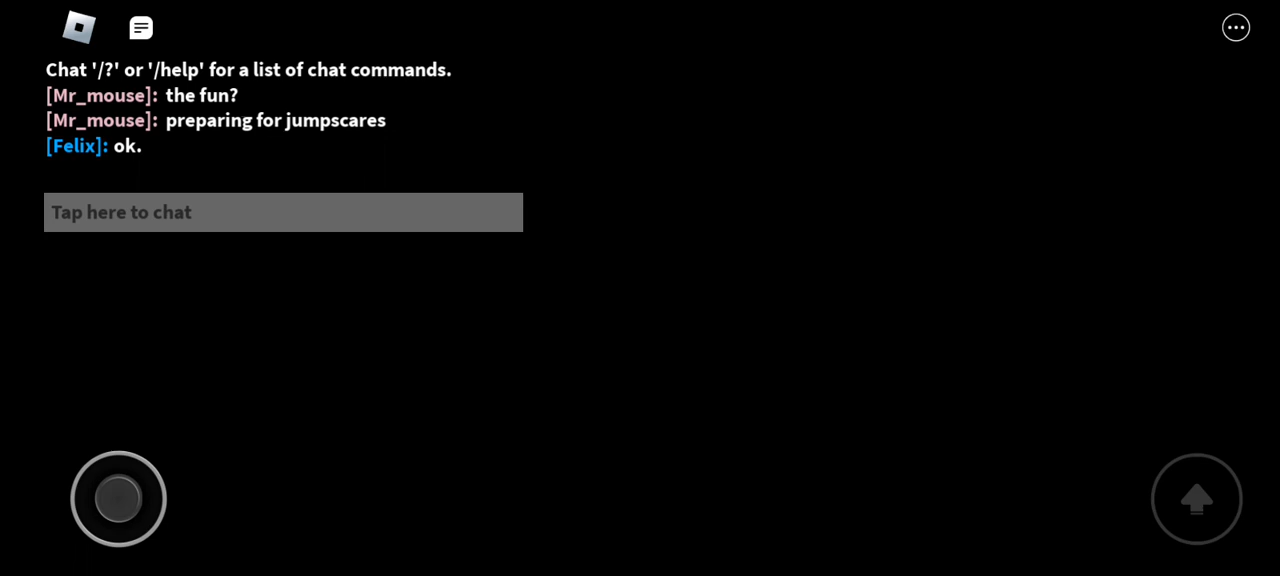 Chat '/?' or '/help' for a list of chat commands.
[Mr_mouse]: the fun?
[Mr_mouse]: preparing for jumpscares
[Felix]: ok.
Tap here to chat